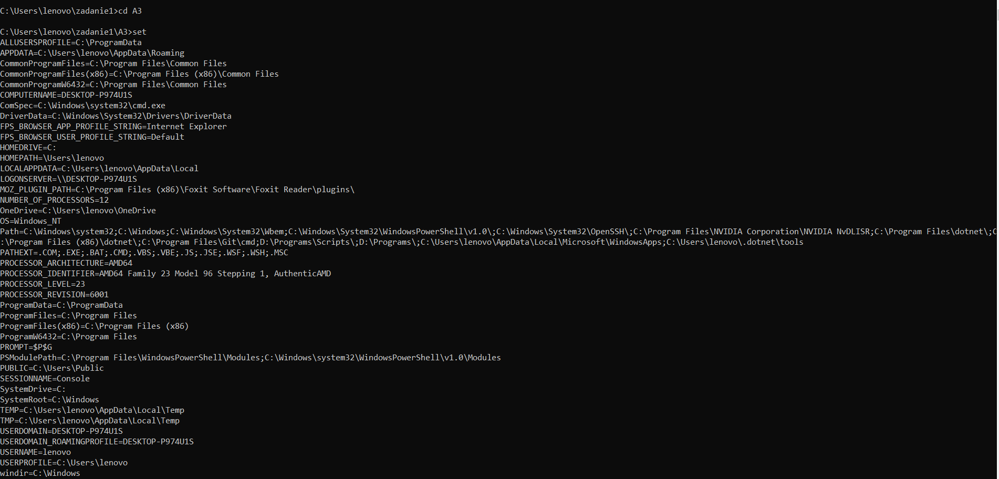 C:\Users\lenovo\zadanie1>cd A3
C:\Users\lenovo\zadanie1\A3>set
ALLUSERSPROFILE=C:\ProgramData
APPDATA=C:\Users\lenovo\AppData\Roaming
CommonProgramFiles=C:\Program Files\Common Files
CommonProgramFiles(x86)=C:\Program Files (x86)\Common Files
CommonProgramW6432=C:\Program Files\Common Files
COMPUTERNAME=DESKTOP-P974U1S
ComSpec=C:\Windows\system32\cmd.exe
DriverData=C:\Windows\System32\Drivers\DriverData
FPS_BROWSER_APP_PROFILE_STRING=Internet Explorer
FPS_BROWSER_USER_PROFILE_STRING=Default
HOMEDRIVE=C:
HOMEPATH=\Users\lenovo
LOCALAPPDATA=C:\Users\lenovo\AppData\Local
LOGONSERVER=\\DESKTOP-P974U1S
MOZ_PLUGIN_PATH=C:\Program Files (x86)\Foxit Software\Foxit Reader\plugins\
NUMBER_OF_PROCESSORS=12
OneDrive=C:\Users\lenovo\OneDrive
OS=Windows_NT
Path=C:\Windows\system32;C:\Windows;C:\Windows\System32\Wbem;C:\Windows\System32\WindowsPowerShell\v1.0\;C:\Windows\System32\OpenSSH\;C:\Program Files\NVIDIA Corporation\NVIDIA NvDLISR;C:\Program Files\dotnet\;C
:\Program Files (x86)\dotnet\;C:\Program Files\Git\cmd;D:\Programs\Scripts\;D:\Programs\;C:\Users\lenovo\AppData\Local\Microsoft\WindowsApps;C:\Users\lenovo\.dotnet\tools
PATHEXT=.COM;.EXE;.BAT;.CMD;.VBS;.VBE;.JS;.JSE;.WSF;.WSH;.MSC
PROCESSOR_ARCHITECTURE=AMD64
PROCESSOR_IDENTIFIER=AMD64 Family 23 Model 96 Stepping 1, AuthenticAMD
PROCESSOR_LEVEL=23
PROCESSOR_REVISION=6001
ProgramData=C:\ProgramData
ProgramFiles=C:\Program Files
ProgramFiles(x86)=C:\Program Files (x86)
ProgramW6432=C:\Program Files
PROMPT=$P$G
PSModulePath=C:\Program Files\WindowsPowerShell\Modules;C:\Windows\system32\WindowsPowerShell\v1.0\Modules
PUBLIC=C:\Users\Public
SESSIONNAME=Console
SystemDrive=C:
SystemRoot=C:\Windows
TEMP=C:\Users\lenovo\AppData\Local\Temp
TMP=C:\Users\lenovo\AppData\Local\Temp
USERDOMAIN=DESKTOP-P974U1S
USERDOMAIN_ROAMINGPROFILE=DESKTOP-P974U1S
USERNAME=lenovo
USERPROFILE=C:\Users\lenovo
windir=C:\Windows